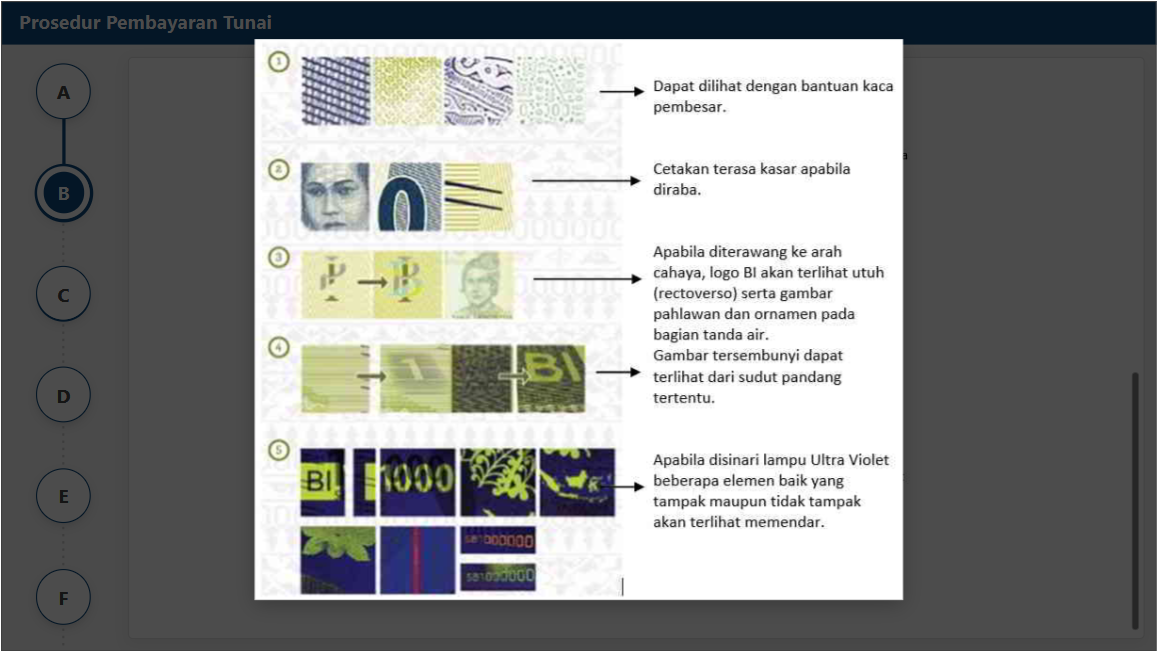 Prosedur Pembayaran Tunai
A
B
C
D
E
F
1
Dapat dilihat dengan bantuan kaca
pembesar.
2
Cetakan terasa kasar apabila
diraba.
0
3
Apabila diterawang ke arah
cahaya, logo BI akan terlihat utuh
(rectoverso) serta gambar
pahlawan dan ornamen pada
bagian tanda air.
4
1
BI
Gambar tersembunyi dapat
terlihat dari sudut pandang
tertentu.
5
BI
1000
Apabila disinari lampu Ultra Violet
beberapa elemen baik yang
tampak maupun tidak tampak
akan terlihat memendar.